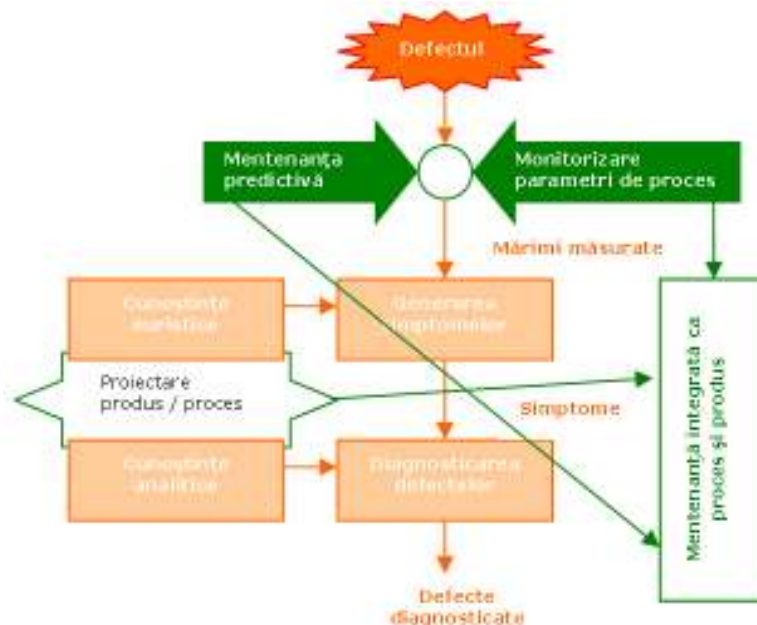 Defectul
Mentenanța
predictivă
Monitorizare
parametri de proces
Mărimi măsurate
Cunoștințe
euristice
Generarea
simptomelor
Proiectare
produs / proces
Simptome
Cunoștințe
analitice
Diagnosticarea
defectelor
Mentenanță integrată ca
proces și produs
Defecte
diagnosticate